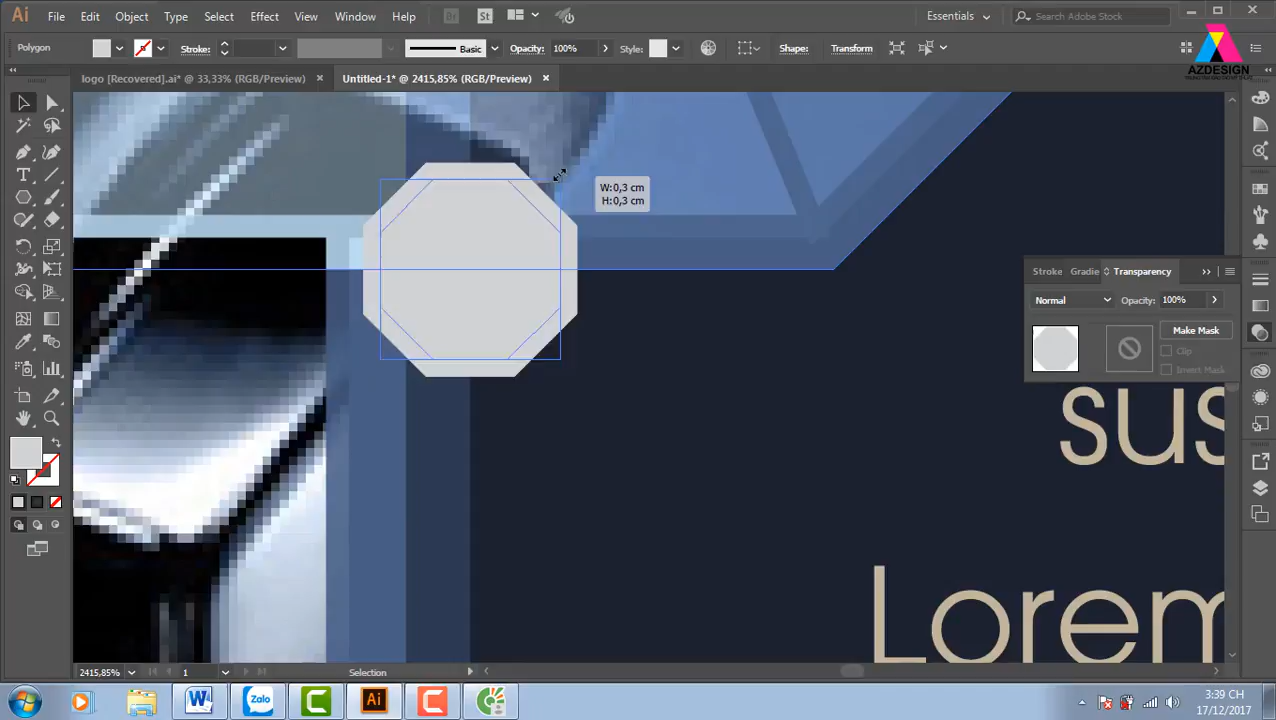 Ai File Edit Object Type Select Effect View Window Help Br St Essentials Search Adobe Stock
Polygon Stroke: Basic Opacity: 100% Style: Shape: Transform
AZDESIGN
logo [Recovered].ai* @ 33,33% (RGB/Preview) × Untitled-1* @ 2415,85% (RGB/Preview) ×
W:0,3 cm
H:0,3 cm
Stroke Gradie Transparency
Normal Opacity: 100%
Make Mask
Clip
Invert Mask
sus
Lorem
2415,85% 1 Selection
W Zalo C Ai C 3:39 CH
17/12/2017